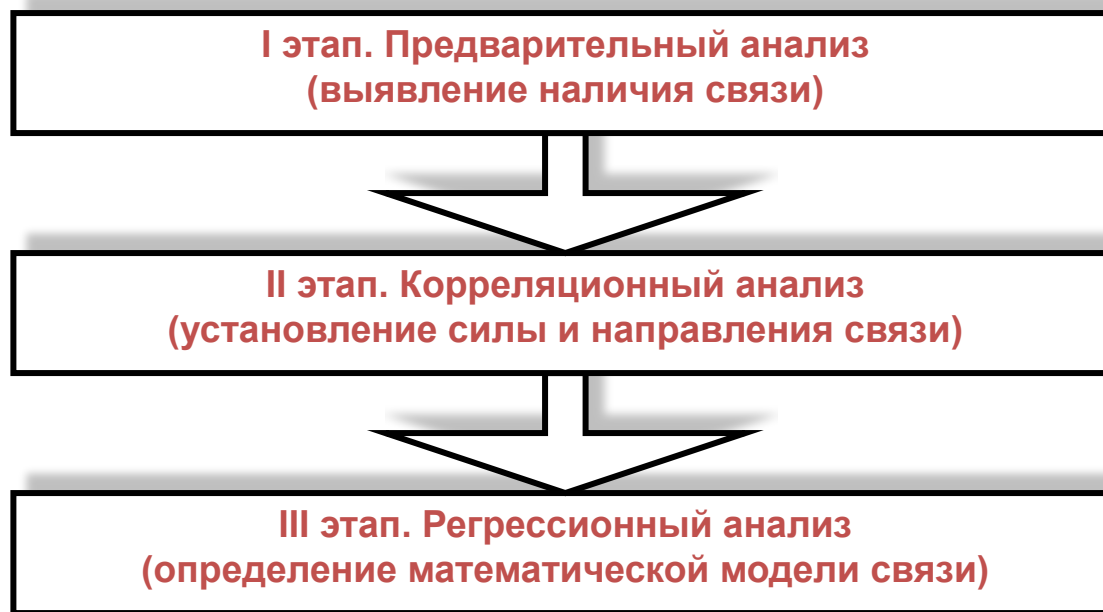 I этап. Предварительный анализ
(выявление наличия связи)
II этап. Корреляционный анализ
(установление силы и направления связи)
III этап. Регрессионный анализ
(определение математической модели связи)